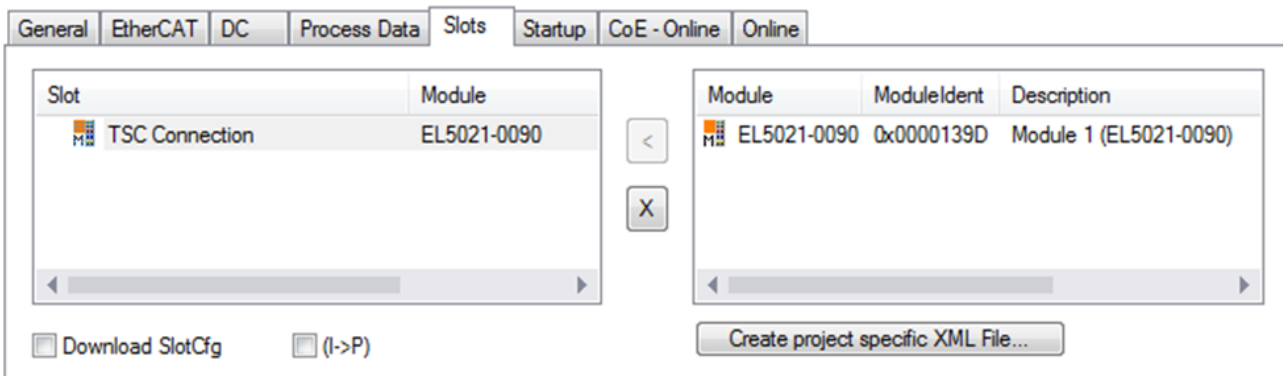 General EtherCAT DC Process Data Slots Startup CoE - Online Online
Slot Module
TSC Connection EL5021-0090
<
X
Module ModuleIdent Description
EL5021-0090 0x0000139D Module 1 (EL5021-0090)
Download SlotCfg (I->P)
Create project specific XML File...